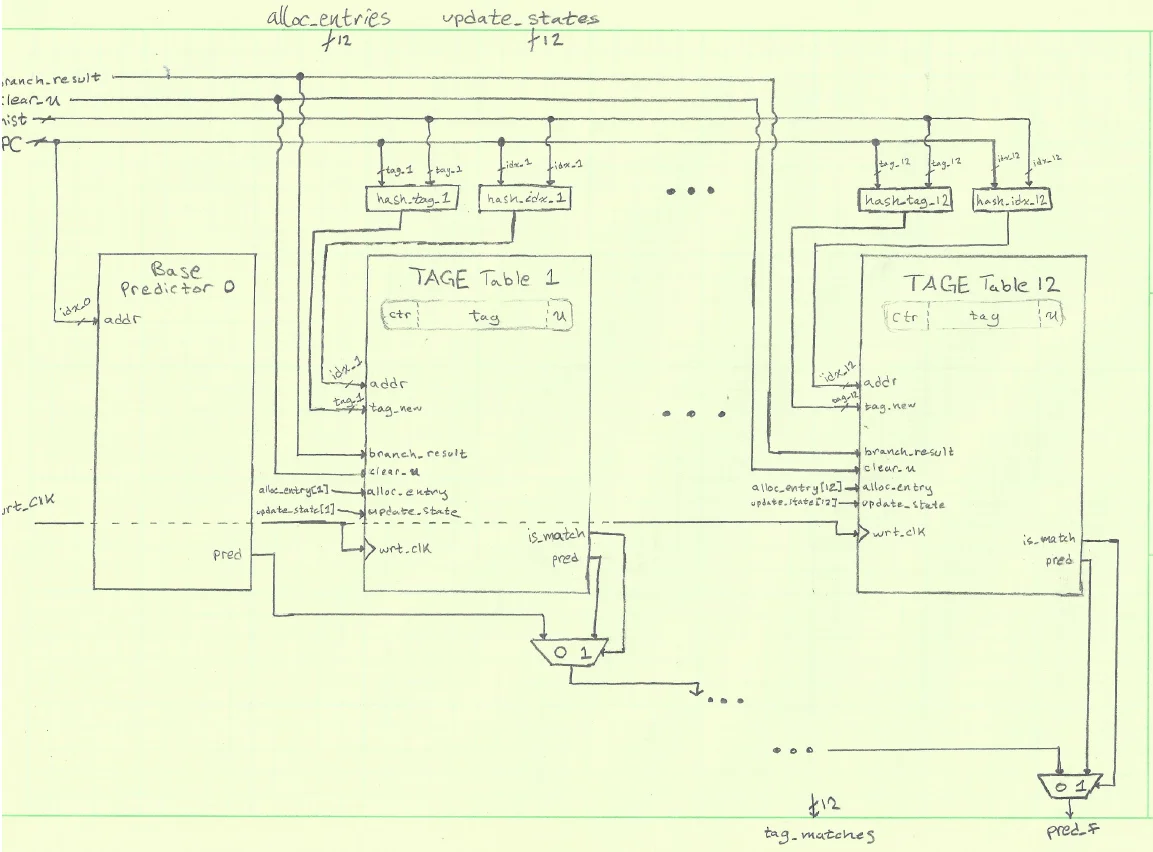 alloc_entries update_states
12 12
ranch_result
clear_u
hist
PC
tag_1 tag_1 idx_1 idx_1
tag_12 tag_12 idx_12 idx_12
hash_tag_1 hash_idx_1 ... hash_tag_12 hash_idx_12
Base
Predictor 0
idx_0
addr
TAGE Table 1
ctr tag u
idx_1
addr
tag_1
tag_new
branch_result
clear_u
alloc_entry[1] alloc_entry
update_state[1] update_state
wrt_clk
is_match
pred
...
TAGE Table 12
ctr tag u
idx_12
addr
tag_12
tag_new
branch_result
clear_u
alloc_entry[12] alloc_entry
update_state[12] update_state
wrt_clk
is_match
pred
wrt_clk
pred
0 1
...
...
0 1
12
tag_matches
pred_f